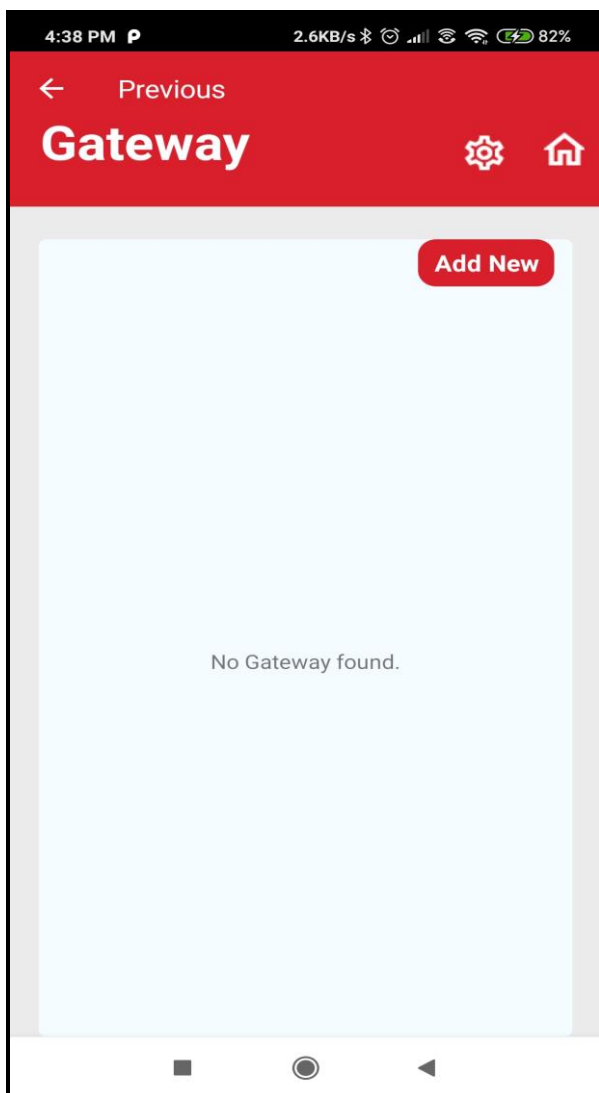 4:38 PM P 2.6KB/s 82%
Previous
Gateway
Add New
No Gateway found.